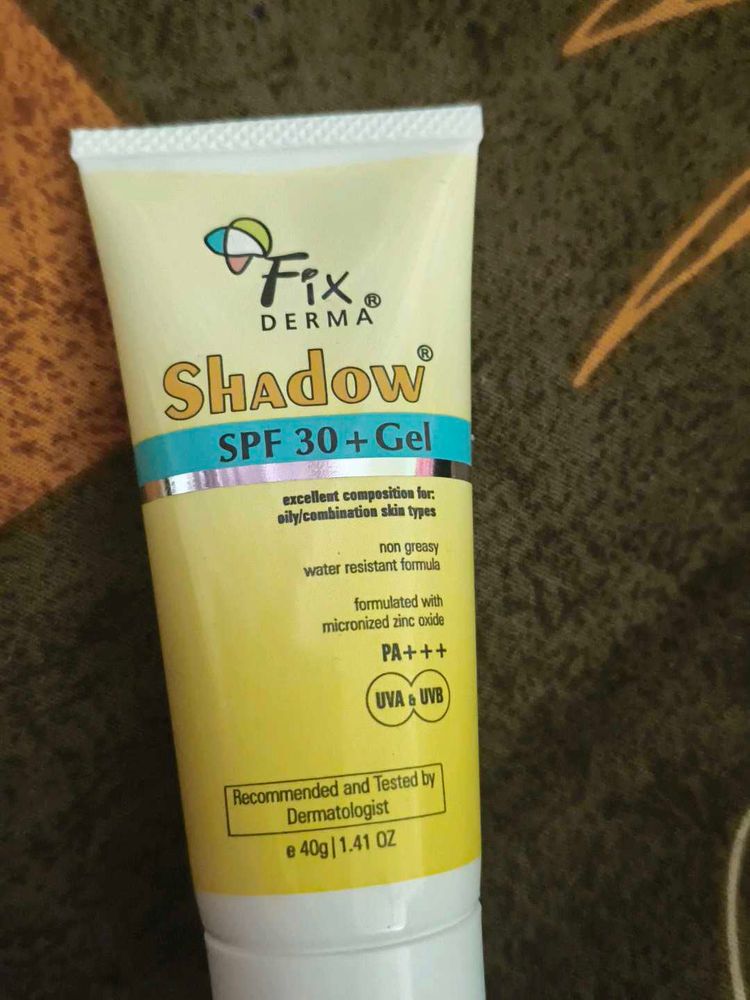 Fix®
DERMA
SHadow®
SPF 30+Gel
excellent composition for:
oily/combination skin types
non greasy
water resistant formula
formulated with
micronized zinc oxide
PA+++
UVA & UVB
Recommended and Tested by
Dermatologist
e 40g|1.41 OZ